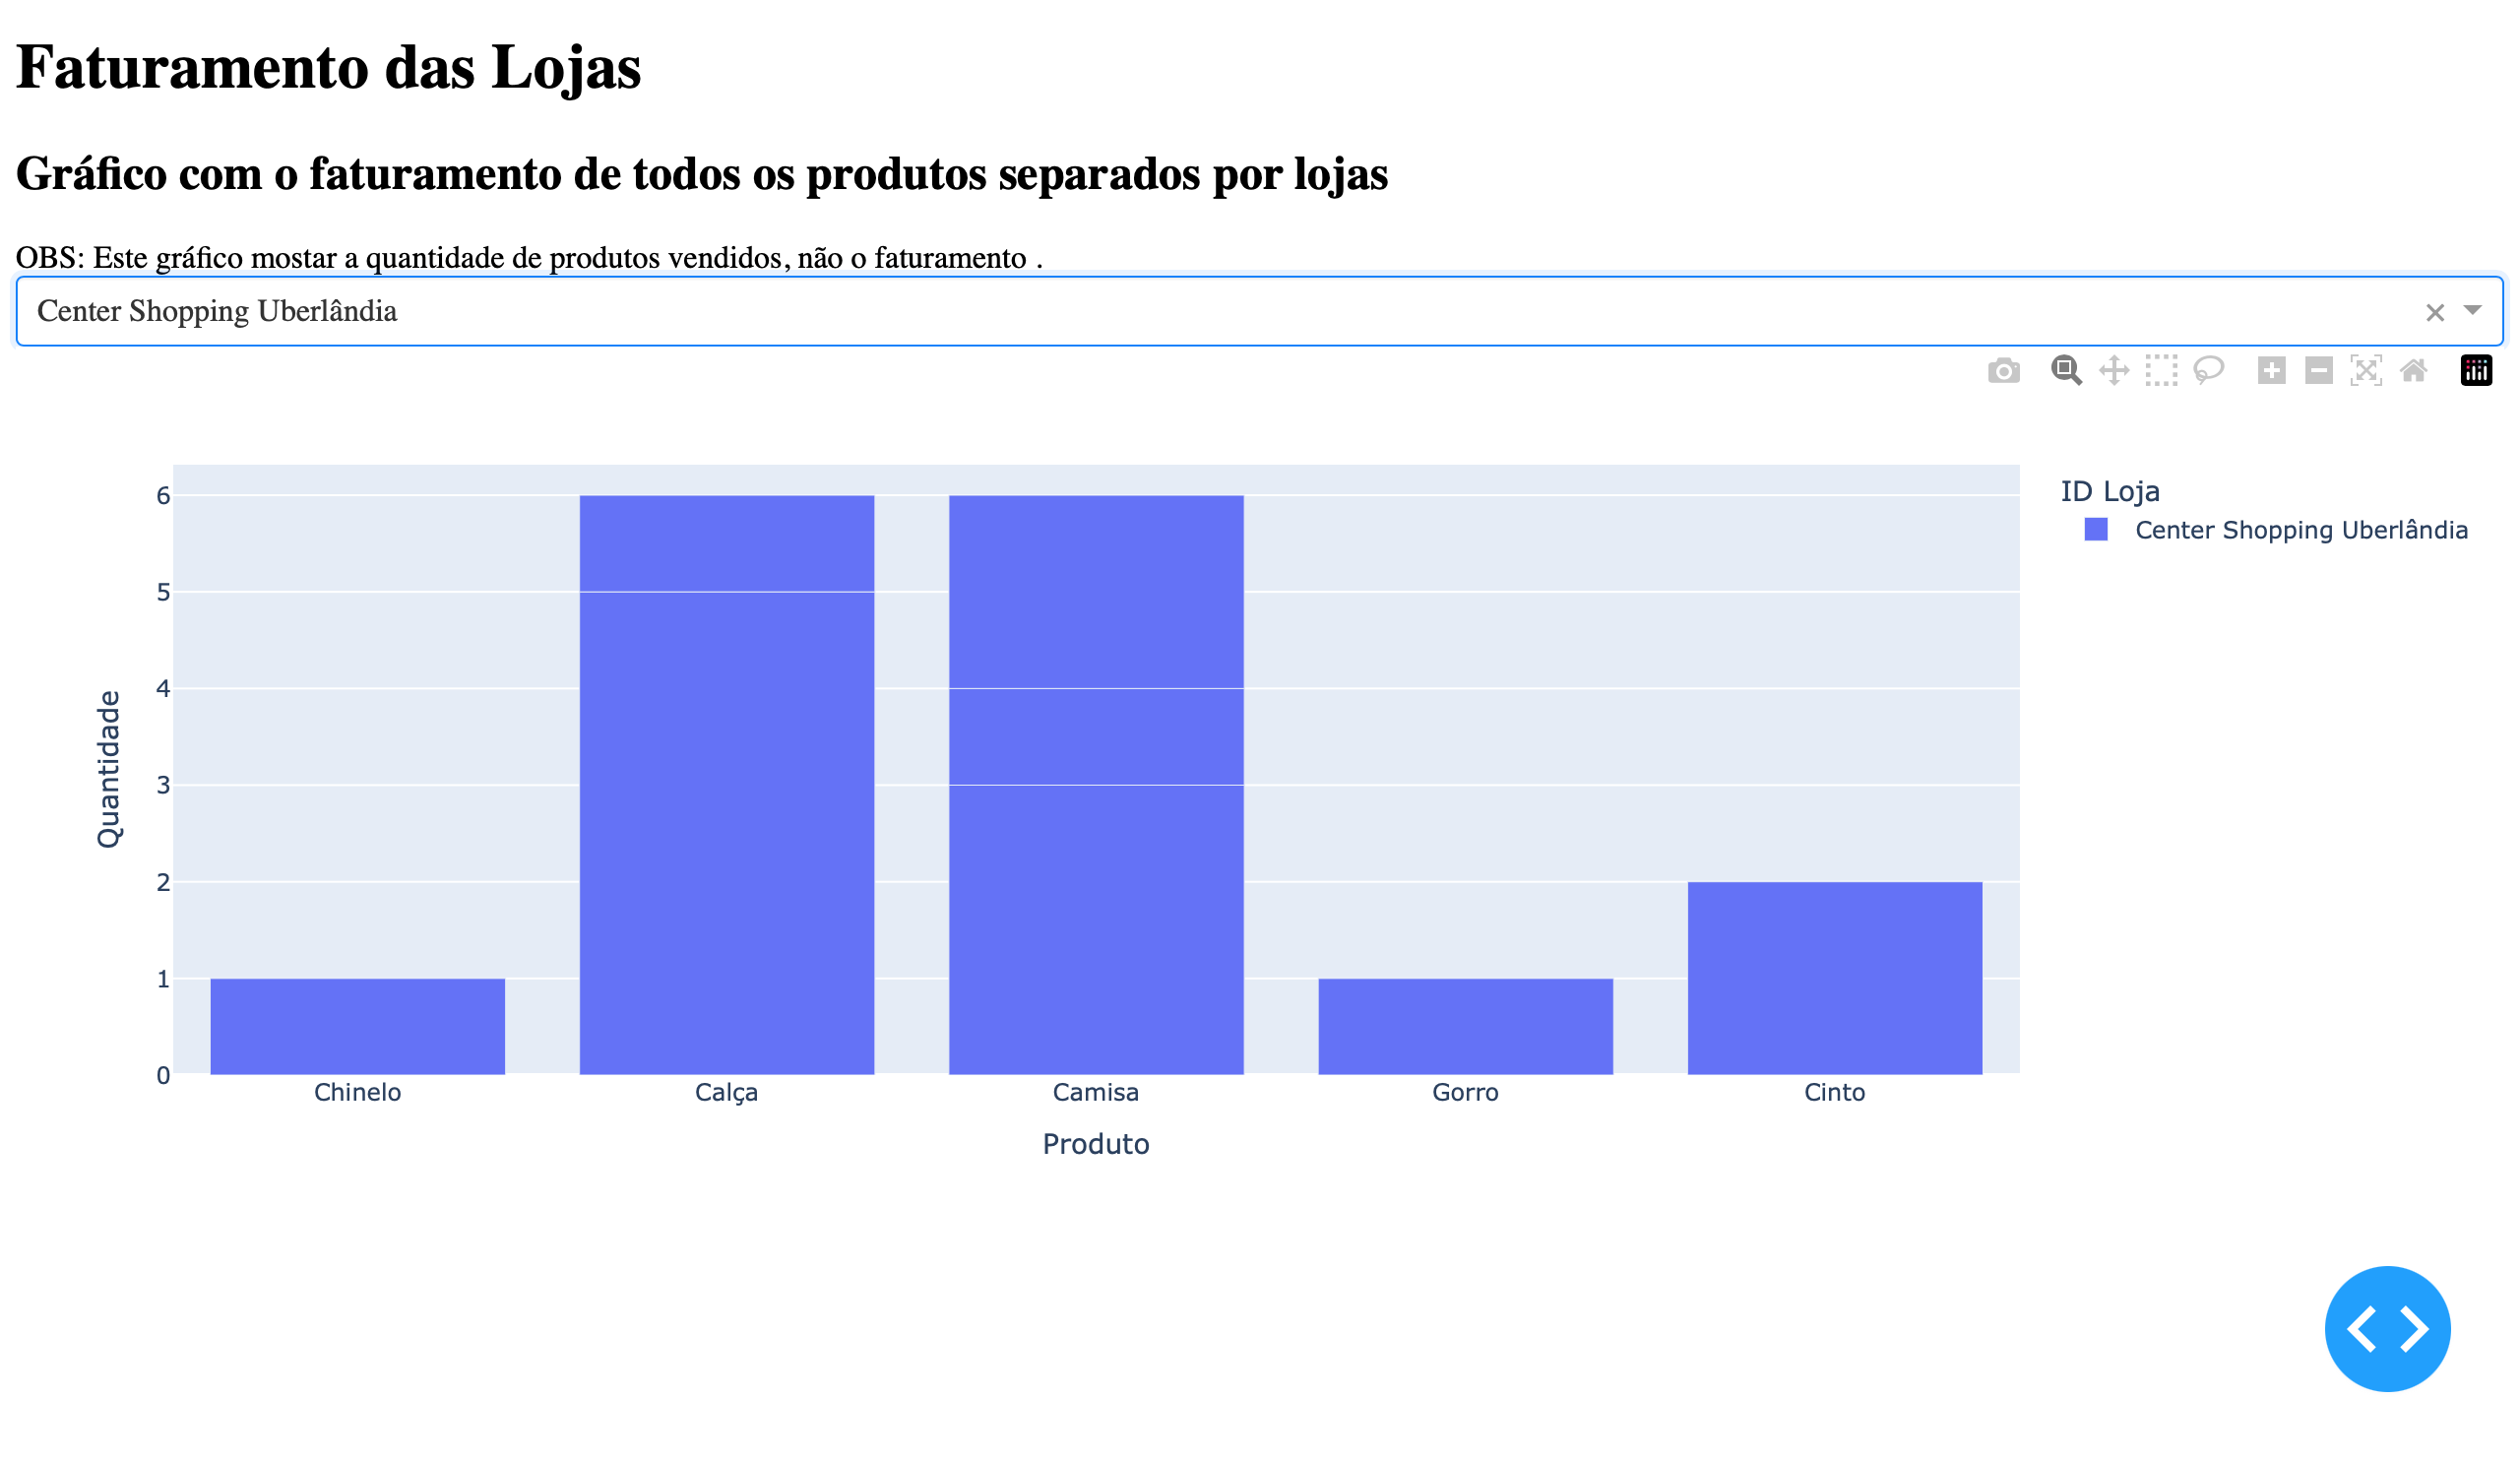 Faturamento das Lojas
Gráfico com o faturamento de todos os produtos separados por lojas
OBS: Este gráfico mostar a quantidade de produtos vendidos, não o faturamento .
Center Shopping Uberlândia
ID Loja
Center Shopping Uberlândia
6
5
4
3
2
1
0
Quantidade
Chinelo Calça Camisa Gorro Cinto
Produto